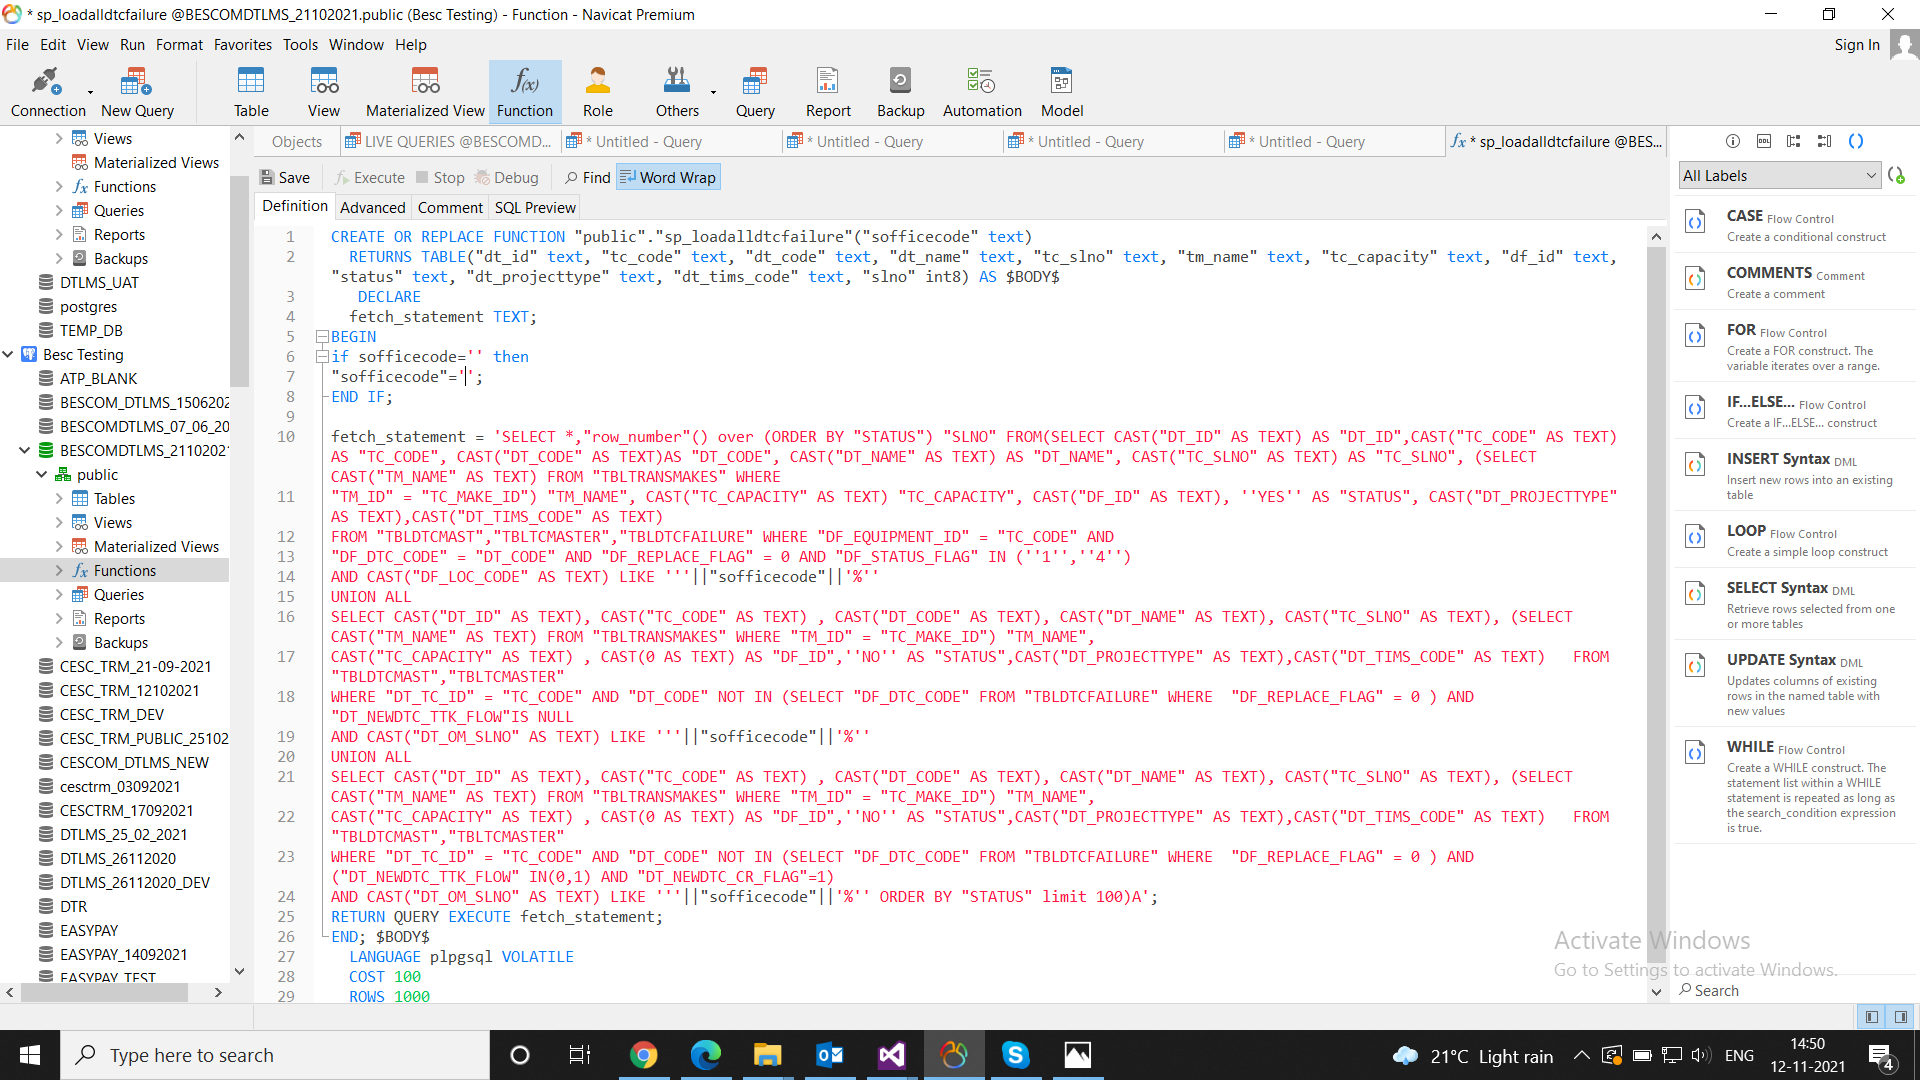 * sp_loadalldtcfailure @BESCOMDTLMS_21102021.public (Besc Testing) - Function - Navicat Premium
File Edit View Run Format Favorites Tools Window Help
Sign In
Connection New Query Table View Materialized View Function Role Others Query Report Backup Automation Model
Objects LIVE QUERIES @BESCOMD... * Untitled - Query * Untitled - Query * Untitled - Query * Untitled - Query * sp_loadalldtcfailure @BES...
Save Execute Stop Debug Find Word Wrap
Definition Advanced Comment SQL Preview
Views
Materialized Views
Functions
Queries
Reports
Backups
DTLMS_UAT
postgres
TEMP_DB
Besc Testing
ATP_BLANK
BESCOM_DTLMS_1506202
BESCOMDTLMS_07_06_20
BESCOMDTLMS_2110202
public
Tables
Views
Materialized Views
Functions
Queries
Reports
Backups
CESC_TRM_21-09-2021
CESC_TRM_12102021
CESC_TRM_DEV
CESC_TRM_PUBLIC_25102
CESCOM_DTLMS_NEW
cesctrm_03092021
CESCTRM_17092021
DTLMS_25_02_2021
DTLMS_26112020
DTLMS_26112020_DEV
DTR
EASYPAY
EASYPAY_14092021
EASYPAY_TEST
1 CREATE OR REPLACE FUNCTION "public"."sp_loadalldtcfailure"("sofficecode" text)
2 RETURNS TABLE("dt_id" text, "tc_code" text, "dt_code" text, "dt_name" text, "tc_slno" text, "tm_name" text, "tc_capacity" text, "df_id" text,
"status" text, "dt_projecttype" text, "dt_tims_code" text, "slno" int8) AS $BODY$
3 DECLARE
4 fetch_statement TEXT;
5 BEGIN
6 if sofficecode='' then
7 "sofficecode"='';
8 END IF;
9
10 fetch_statement = 'SELECT *,"row_number"() over (ORDER BY "STATUS") "SLNO" FROM(SELECT CAST("DT_ID" AS TEXT) AS "DT_ID",CAST("TC_CODE" AS TEXT)
AS "TC_CODE", CAST("DT_CODE" AS TEXT)AS "DT_CODE", CAST("DT_NAME" AS TEXT) AS "DT_NAME", CAST("TC_SLNO" AS TEXT) AS "TC_SLNO", (SELECT
CAST("TM_NAME" AS TEXT) FROM "TBLTRANSMAKES" WHERE
11 "TM_ID" = "TC_MAKE_ID") "TM_NAME", CAST("TC_CAPACITY" AS TEXT) "TC_CAPACITY", CAST("DF_ID" AS TEXT), ''YES'' AS "STATUS", CAST("DT_PROJECTTYPE"
AS TEXT),CAST("DT_TIMS_CODE" AS TEXT)
12 FROM "TBLDTCMAST","TBLTCMASTER","TBLDTCFAILURE" WHERE "DF_EQUIPMENT_ID" = "TC_CODE" AND
13 "DF_DTC_CODE" = "DT_CODE" AND "DF_REPLACE_FLAG" = 0 AND "DF_STATUS_FLAG" IN (''1'',''4'')
14 AND CAST("DF_LOC_CODE" AS TEXT) LIKE '''||"sofficecode"||'%''
15 UNION ALL
16 SELECT CAST("DT_ID" AS TEXT), CAST("TC_CODE" AS TEXT) , CAST("DT_CODE" AS TEXT), CAST("DT_NAME" AS TEXT), CAST("TC_SLNO" AS TEXT), (SELECT
CAST("TM_NAME" AS TEXT) FROM "TBLTRANSMAKES" WHERE "TM_ID" = "TC_MAKE_ID") "TM_NAME",
17 CAST("TC_CAPACITY" AS TEXT) , CAST(0 AS TEXT) AS "DF_ID",''NO'' AS "STATUS",CAST("DT_PROJECTTYPE" AS TEXT),CAST("DT_TIMS_CODE" AS TEXT) FROM
"TBLDTCMAST","TBLTCMASTER"
18 WHERE "DT_TC_ID" = "TC_CODE" AND "DT_CODE" NOT IN (SELECT "DF_DTC_CODE" FROM "TBLDTCFAILURE" WHERE "DF_REPLACE_FLAG" = 0 ) AND
"DT_NEWDTC_TTK_FLOW"IS NULL
19 AND CAST("DT_OM_SLNO" AS TEXT) LIKE '''||"sofficecode"||'%''
20 UNION ALL
21 SELECT CAST("DT_ID" AS TEXT), CAST("TC_CODE" AS TEXT) , CAST("DT_CODE" AS TEXT), CAST("DT_NAME" AS TEXT), CAST("TC_SLNO" AS TEXT), (SELECT
CAST("TM_NAME" AS TEXT) FROM "TBLTRANSMAKES" WHERE "TM_ID" = "TC_MAKE_ID") "TM_NAME",
22 CAST("TC_CAPACITY" AS TEXT) , CAST(0 AS TEXT) AS "DF_ID",''NO'' AS "STATUS",CAST("DT_PROJECTTYPE" AS TEXT),CAST("DT_TIMS_CODE" AS TEXT) FROM
"TBLDTCMAST","TBLTCMASTER"
23 WHERE "DT_TC_ID" = "TC_CODE" AND "DT_CODE" NOT IN (SELECT "DF_DTC_CODE" FROM "TBLDTCFAILURE" WHERE "DF_REPLACE_FLAG" = 0 ) AND
("DT_NEWDTC_TTK_FLOW" IN(0,1) AND "DT_NEWDTC_CR_FLAG"=1)
24 AND CAST("DT_OM_SLNO" AS TEXT) LIKE '''||"sofficecode"||'%'' ORDER BY "STATUS" limit 100)A';
25 RETURN QUERY EXECUTE fetch_statement;
26 END; $BODY$
27 LANGUAGE plpgsql VOLATILE
28 COST 100
29 ROWS 1000
All Labels
CASE Flow Control
Create a conditional construct
COMMENTS Comment
Create a comment
FOR Flow Control
Create a FOR construct. The
variable iterates over a range.
IF...ELSE... Flow Control
Create a IF...ELSE... construct
INSERT Syntax DML
Insert new rows into an existing
table
LOOP Flow Control
Create a simple loop construct
SELECT Syntax DML
Retrieve rows selected from one
or more tables
UPDATE Syntax DML
Updates columns of existing
rows in the named table with
new values
WHILE Flow Control
Create a WHILE construct. The
statement list within a WHILE
statement is repeated as long as
the search_condition expression
is true.
Activate Windows
Go to Settings to activate Windows.
Search
Type here to search
21°C Light rain
ENG
14:50
12-11-2021
4